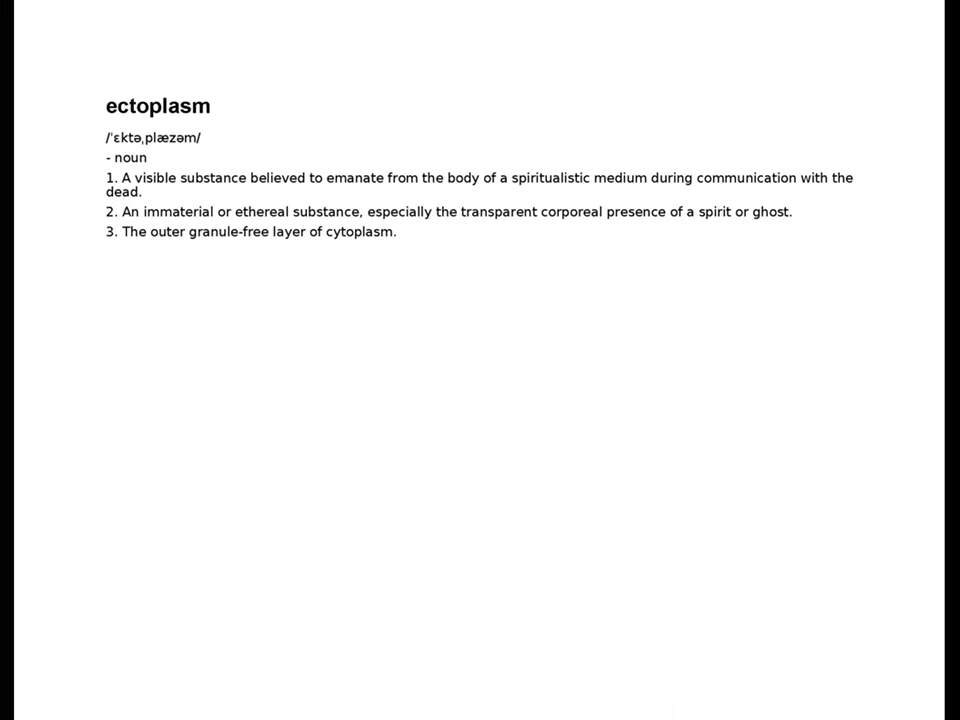 ectoplasm
/ˈɛktəˌplæzəm/
- noun
1. A visible substance believed to emanate from the body of a spiritualistic medium during communication with the
dead.
2. An immaterial or ethereal substance, especially the transparent corporeal presence of a spirit or ghost.
3. The outer granule-free layer of cytoplasm.